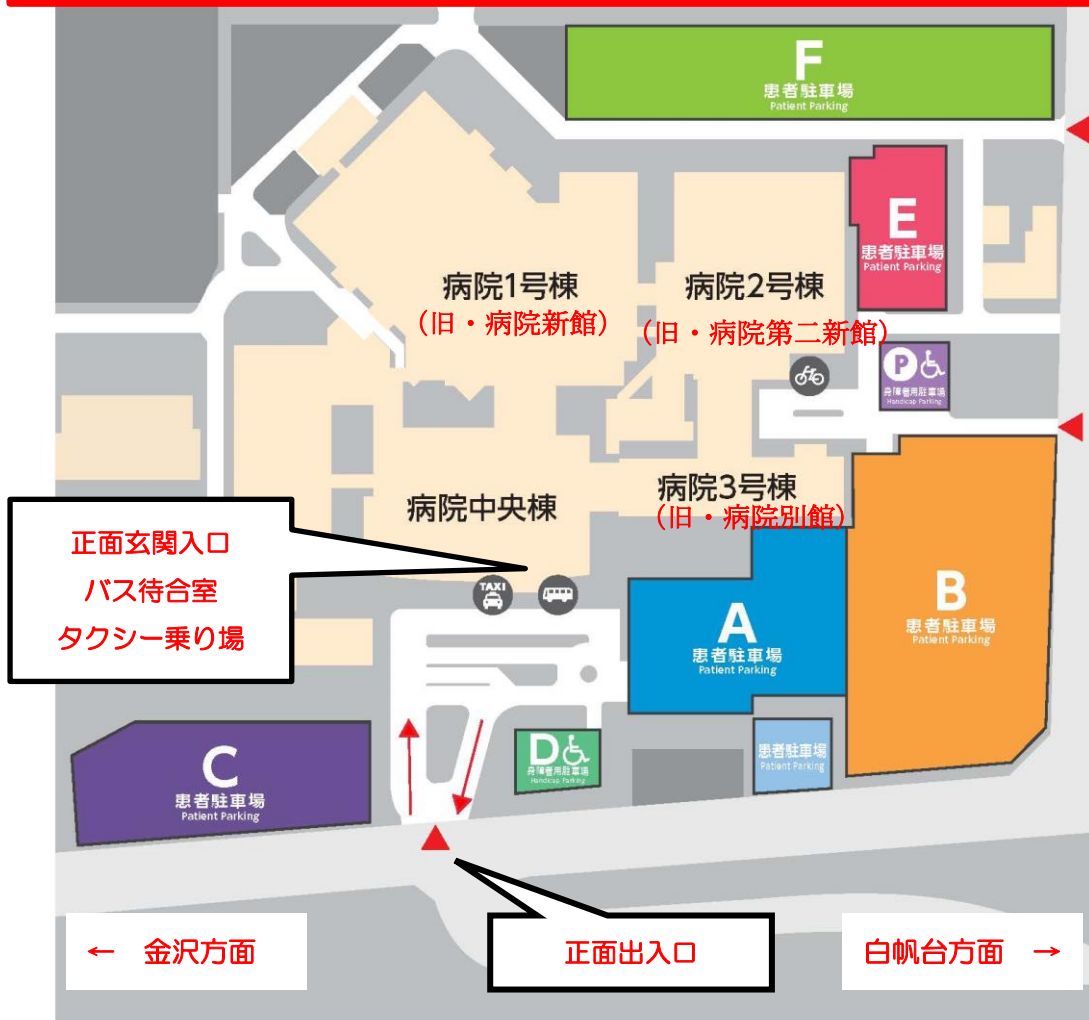 F
患者駐車場
Patient Parking
E
患者駐車場
Patient Parking
病院1号棟
（旧・病院新館）
病院2号棟
（旧・病院第二新館）
P
身障者用駐車場
Handicap Parking
病院中央棟
病院3号棟
（旧・病院別館）
正面玄関入口
バス待合室
タクシー乗り場
TAXI
A
患者駐車場
Patient Parking
B
患者駐車場
Patient Parking
C
患者駐車場
Patient Parking
D
身障者用駐車場
Handicap Parking
患者駐車場
Patient Parking
← 金沢方面
正面出入口
白帆台方面 →